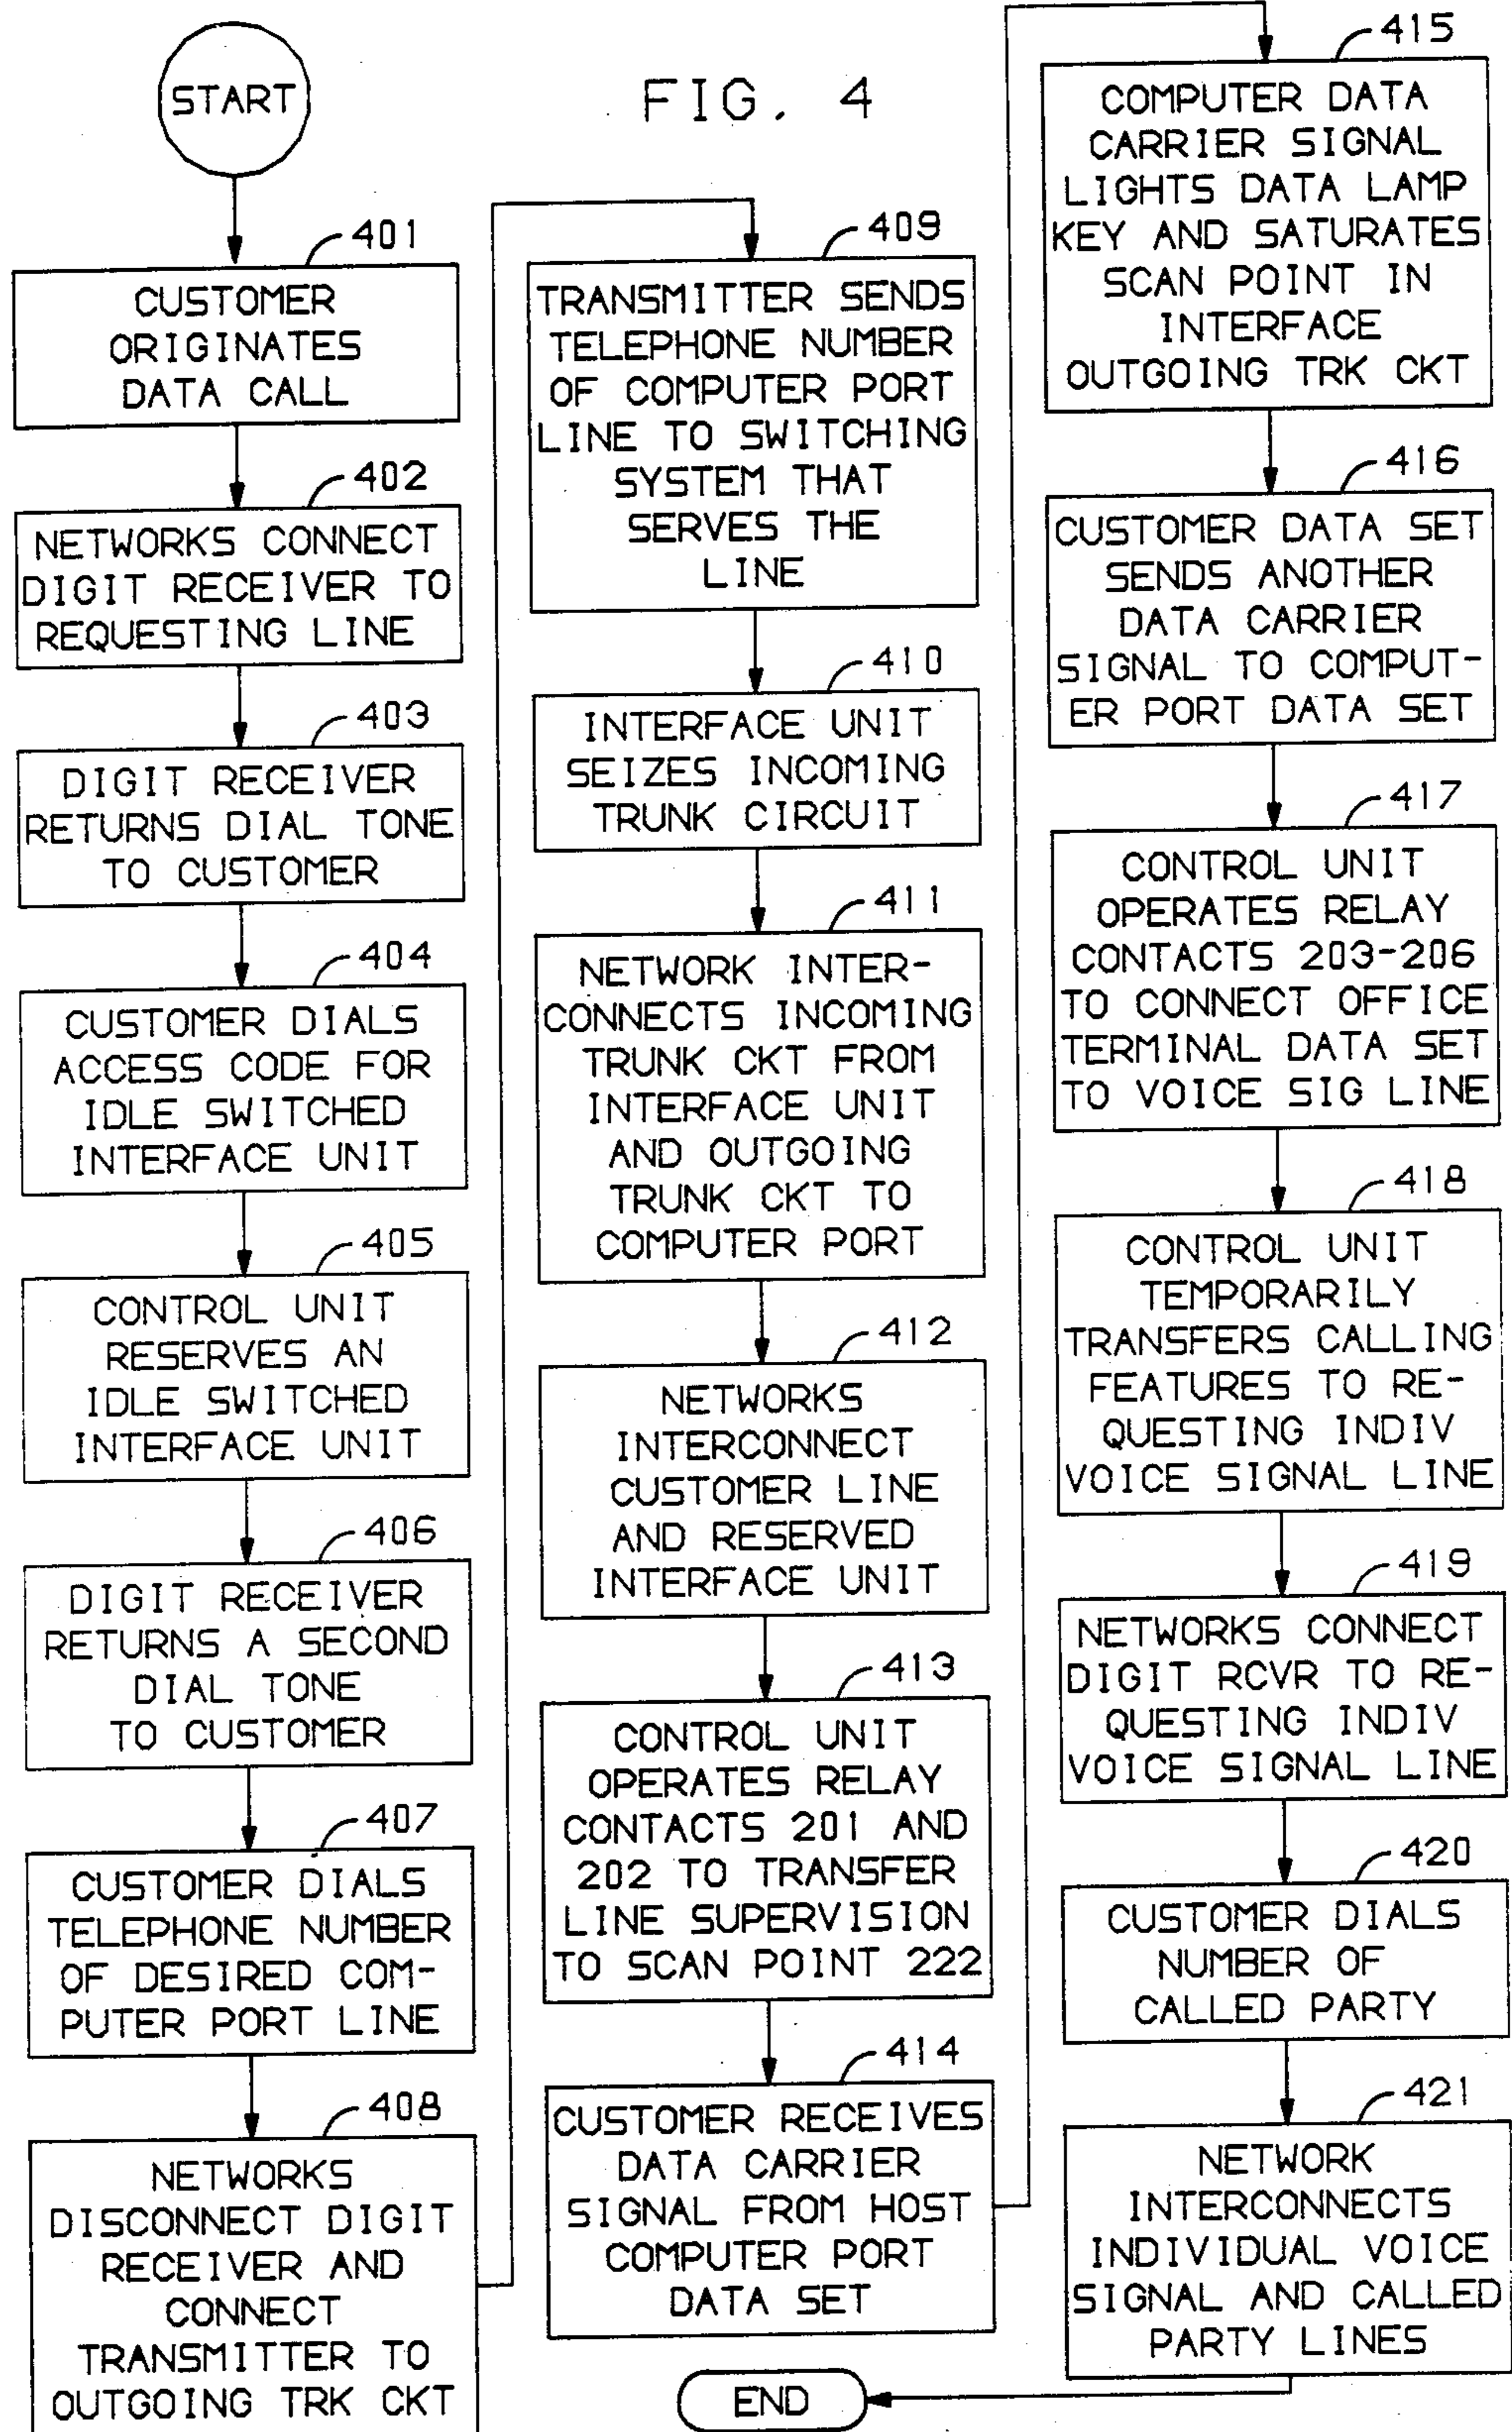 START
FIG. 4
401
CUSTOMER
ORIGINATES
DATA CALL
402
NETWORKS CONNECT
DIGIT RECEIVER TO
REQUESTING LINE
403
DIGIT RECEIVER
RETURNS DIAL TONE
TO CUSTOMER
404
CUSTOMER DIALS
ACCESS CODE FOR
IDLE SWITCHED
INTERFACE UNIT
405
CONTROL UNIT
RESERVES AN
IDLE SWITCHED
INTERFACE UNIT
406
DIGIT RECEIVER
RETURNS A SECOND
DIAL TONE
TO CUSTOMER
407
CUSTOMER DIALS
TELEPHONE NUMBER
OF DESIRED COM-
PUTER PORT LINE
408
NETWORKS
DISCONNECT DIGIT
RECEIVER AND
CONNECT
TRANSMITTER TO
OUTGOING TRK CKT
409
TRANSMITTER SENDS
TELEPHONE NUMBER
OF COMPUTER PORT
LINE TO SWITCHING
SYSTEM THAT
SERVES THE
LINE
410
INTERFACE UNIT
SEIZES INCOMING
TRUNK CIRCUIT
411
NETWORK INTER-
CONNECTS INCOMING
TRUNK CKT FROM
INTERFACE UNIT
AND OUTGOING
TRUNK CKT TO
COMPUTER PORT
412
NETWORKS
INTERCONNECT
CUSTOMER LINE
AND RESERVED
INTERFACE UNIT
413
CONTROL UNIT
OPERATES RELAY
CONTACTS 201 AND
202 TO TRANSFER
LINE SUPERVISION
TO SCAN POINT 222
414
CUSTOMER RECEIVES
DATA CARRIER
SIGNAL FROM HOST
COMPUTER PORT
DATA SET
415
COMPUTER DATA
CARRIER SIGNAL
LIGHTS DATA LAMP
KEY AND SATURATES
SCAN POINT IN
INTERFACE
OUTGOING TRK CKT
416
CUSTOMER DATA SET
SENDS ANOTHER
DATA CARRIER
SIGNAL TO COMPUT-
ER PORT DATA SET
417
CONTROL UNIT
OPERATES RELAY
CONTACTS 203-206
TO CONNECT OFFICE
TERMINAL DATA SET
TO VOICE SIG LINE
418
CONTROL UNIT
TEMPORARILY
TRANSFERS CALLING
FEATURES TO RE-
QUESTING INDIV
VOICE SIGNAL LINE
419
NETWORKS CONNECT
DIGIT RCVR TO RE-
QUESTING INDIV
VOICE SIGNAL LINE
420
CUSTOMER DIALS
NUMBER OF
CALLED PARTY
421
NETWORK
INTERCONNECTS
INDIVIDUAL VOICE
SIGNAL AND CALLED
PARTY LINES
END